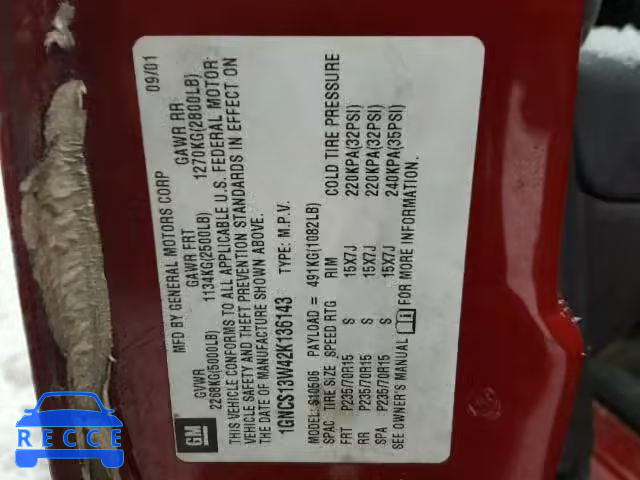 MFD BY GENERAL MOTORS CORP 09/01
GVWR GAWR FRT GAWR RR
2268KG(5000LB) 1134KG(2500LB) 1270KG(2800LB)
THIS VEHICLE CONFORMS TO ALL APPLICABLE U.S. FEDERAL MOTOR
VEHICLE SAFETY AND THEFT PREVENTION STANDARDS IN EFFECT ON
THE DATE OF MANUFACTURE SHOWN ABOVE.
1GNCS13W42K136143 TYPE: M.P.V.
MODEL: S10506 PAYLOAD = 491KG(1082LB)
SPAC TIRE SIZE SPEED RTG RIM COLD TIRE PRESSURE
FRT P235/70R15 S 15X7J 220KPA(32PSI)
RR P235/70R15 S 15X7J 220KPA(32PSI)
SPA P235/70R15 S 15X7J 240KPA(35PSI)
SEE OWNER'S MANUAL FOR MORE INFORMATION.
GM
RECCE